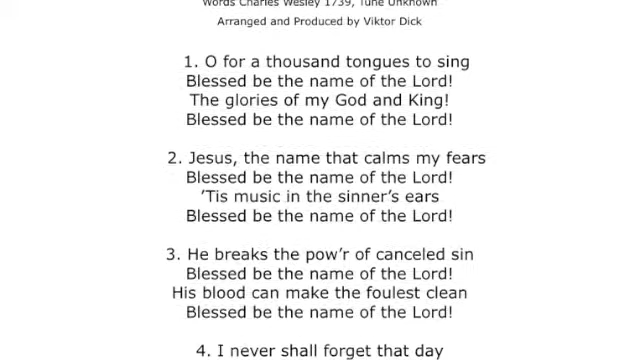 Words Charles Wesley 1739, Tune Unknown
Arranged and Produced by Viktor Dick
1. O for a thousand tongues to sing
Blessed be the name of the Lord!
The glories of my God and King!
Blessed be the name of the Lord!
2. Jesus, the name that calms my fears
Blessed be the name of the Lord!
’Tis music in the sinner’s ears
Blessed be the name of the Lord!
3. He breaks the pow’r of canceled sin
Blessed be the name of the Lord!
His blood can make the foulest clean
Blessed be the name of the Lord!
4. I never shall forget that day